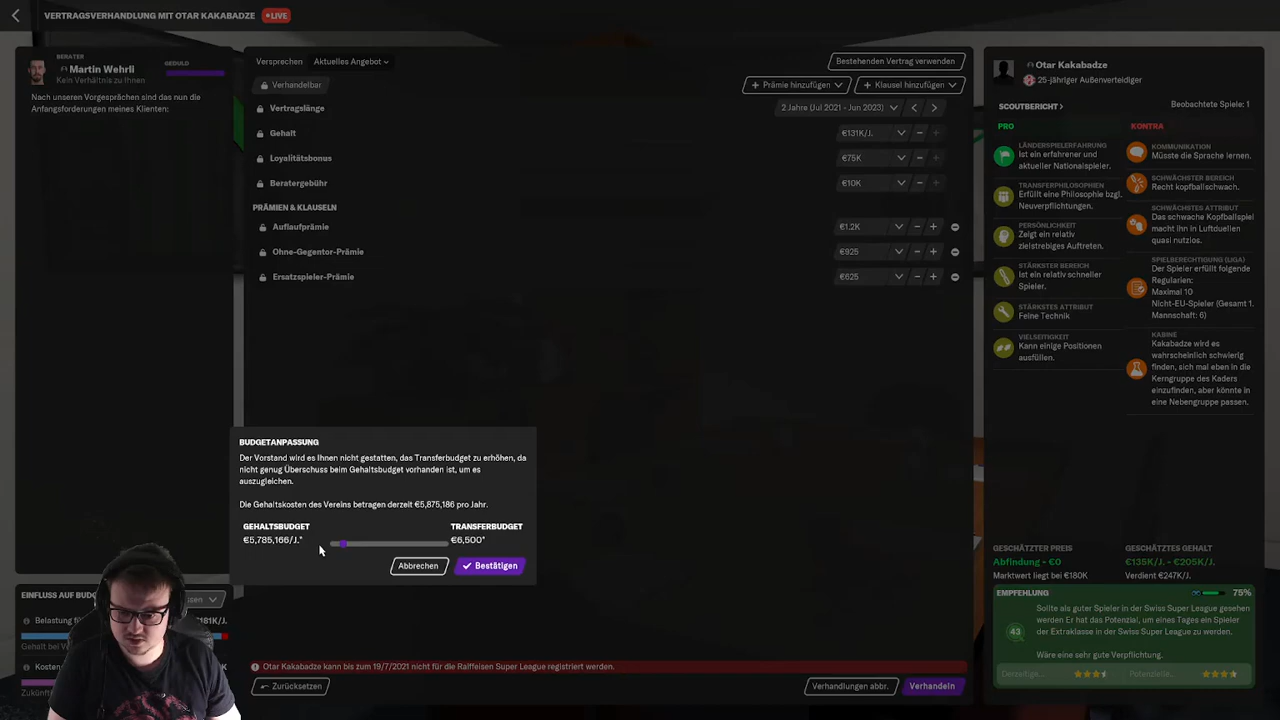 VERTRAGSVERHANDLUNG MIT OTAR KAKABADZE
LIVE
BERATER
Martin Wehrli
Kein Verhältnis zu Ihnen
GEDULD
Nach unseren Vorgesprächen sind das nun die
Anfangsforderungen meines Klienten:
Versprechen
Aktuelles Angebot
Bestehenden Vertrag verwenden
Verhandelbar
+ Prämie hinzufügen
+ Klausel hinzufügen
Vertragslänge
2 Jahre (Jul 2021 - Jun 2023)
Gehalt
€131K/J.
Loyalitätsbonus
€75K
Beratergebühr
€10K
PRÄMIEN & KLAUSELN
Auflaufprämie
€1.2K
Ohne-Gegentor-Prämie
€925
Ersatzspieler-Prämie
€625
BUDGETANPASSUNG
Der Vorstand wird es Ihnen nicht gestatten, das Transferbudget zu erhöhen, da
nicht genug Überschuss beim Gehaltsbudget vorhanden ist, um es
auszugleichen.
Die Gehaltskosten des Vereins betragen derzeit €5,875,186 pro Jahr.
GEHALTSBUDGET
€5,785,166/J.*
TRANSFERBUDGET
€6,500*
Abbrechen
Bestätigen
EINFLUSS AUF BUDG
ssen
Belastung fü
€181K/J.
Gehalt bei W
Kosten
Zukünft
Otar Kakabadze kann bis zum 19/7/2021 nicht für die Raiffeisen Super League registriert werden.
Zurücksetzen
Verhandlungen abbr.
Verhandeln
Otar Kakabadze
25-jähriger Außenverteidiger
SCOUTBERICHT >
Beobachtete Spiele: 1
PRO
LÄNDERSPIELERFAHRUNG
Ist ein erfahrener und
aktueller Nationalspieler.
TRANSFERPHILOSOPHIEN
Erfüllt eine Philosophie bzgl.
Neuverpflichtungen.
PERSÖNLICHKEIT
Zeigt ein relativ
zielstrebiges Auftreten.
STÄRKSTER BEREICH
Ist ein relativ schneller
Spieler.
STÄRKSTES ATTRIBUT
Feine Technik
VIELSEITIGKEIT
Kann einige Positionen
ausfüllen.
KONTRA
KOMMUNIKATION
Müsste die Sprache lernen.
SCHWÄCHSTER BEREICH
Recht kopfballschwach.
SCHWÄCHSTES ATTRIBUT
Das schwache Kopfballspiel
macht ihn in Luftduellen
quasi nutzlos.
SPIELBERECHTIGUNG (LIGA)
Der Spieler erfüllt folgende
Regularien:
Maximal 10
Nicht-EU-Spieler (Gesamt 1.
Mannschaft: 6)
KABINE
Kakabadze wird es
wahrscheinlich schwierig
finden, sich mal eben in die
Kerngruppe des Kaders
einzufinden, aber könnte in
eine Nebengruppe passen.
GESCHÄTZTER PREIS
Abfindung - €0
Marktwert liegt bei €180K
GESCHÄTZTES GEHALT
€135K/J. - €205K/J.
Verdient €247K/J.
EMPFEHLUNG
75%
43
Sollte als guter Spieler in der Swiss Super League gesehen
werden Er hat das Potenzial, um eines Tages ein Spieler
der Extraklasse in der Swiss Super League zu werden.
Wäre eine sehr gute Verpflichtung.
Derzeitige...
Potenzielle...